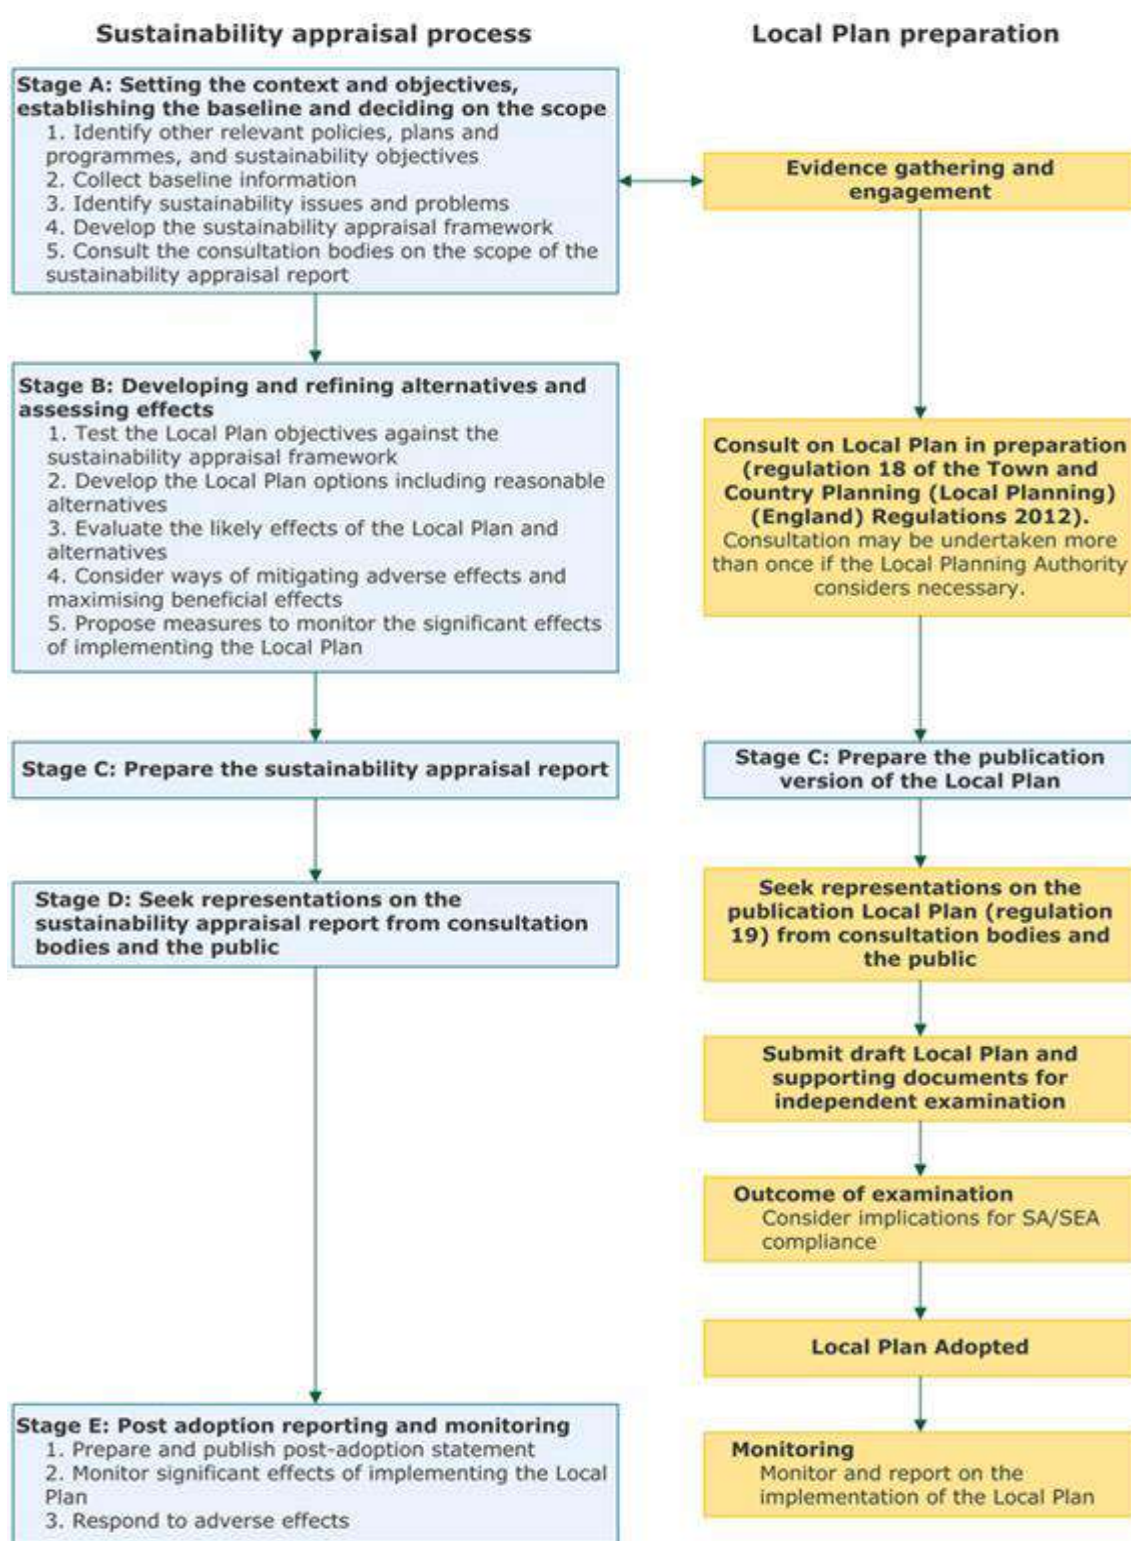 Sustainability appraisal process
Stage A: Setting the context and objectives,
establishing the baseline and deciding on the scope
1. Identify other relevant policies, plans and
programmes, and sustainability objectives
2. Collect baseline information
3. Identify sustainability issues and problems
4. Develop the sustainability appraisal framework
5. Consult the consultation bodies on the scope of the
sustainability appraisal report
Stage B: Developing and refining alternatives and
assessing effects
1. Test the Local Plan objectives against the
sustainability appraisal framework
2. Develop the Local Plan options including reasonable
alternatives
3. Evaluate the likely effects of the Local Plan and
alternatives
4. Consider ways of mitigating adverse effects and
maximising beneficial effects
5. Propose measures to monitor the significant effects
of implementing the Local Plan
Stage C: Prepare the sustainability appraisal report
Stage D: Seek representations on the
sustainability appraisal report from consultation
bodies and the public
Stage E: Post adoption reporting and monitoring
1. Prepare and publish post-adoption statement
2. Monitor significant effects of implementing the Local
Plan
3. Respond to adverse effects
Local Plan preparation
Evidence gathering and
engagement
Consult on Local Plan in preparation
(regulation 18 of the Town and
Country Planning (Local Planning)
(England) Regulations 2012).
Consultation may be undertaken more
than once if the Local Planning Authority
considers necessary.
Stage C: Prepare the publication
version of the Local Plan
Seek representations on the
publication Local Plan (regulation
19) from consultation bodies and
the public
Submit draft Local Plan and
supporting documents for
independent examination
Outcome of examination
Consider implications for SA/SEA
compliance
Local Plan Adopted
Monitoring
Monitor and report on the
implementation of the Local Plan